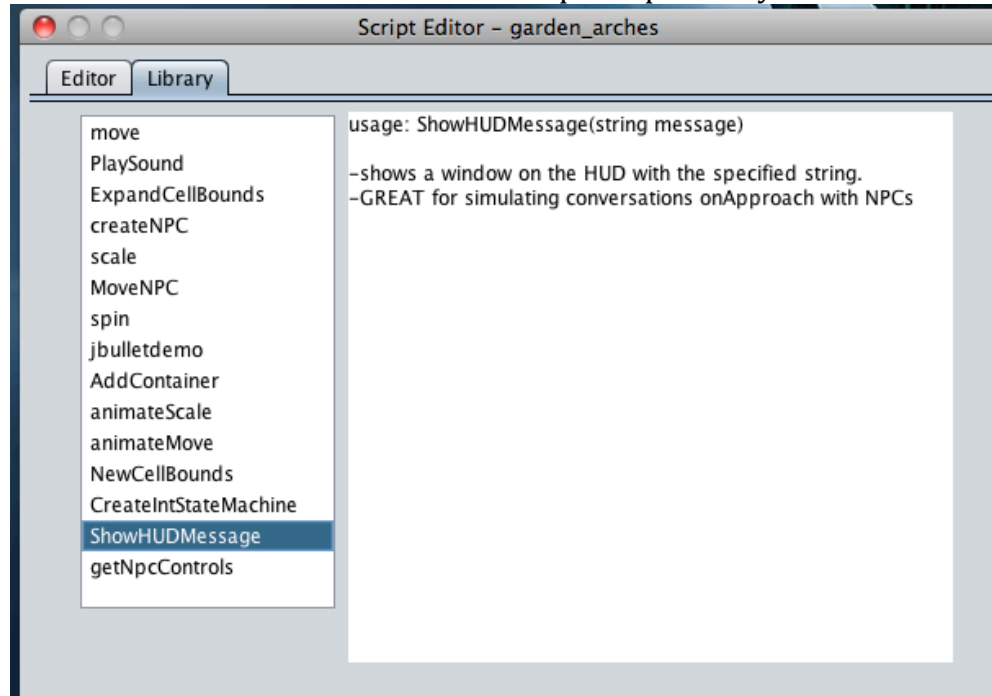 Script Editor – garden_arches
Editor
Library
move
PlaySound
ExpandCellBounds
createNPC
scale
MoveNPC
spin
jbulletdemo
AddContainer
animateScale
animateMove
NewCellBounds
CreateIntStateMachine
ShowHUDMessage
getNpcControls
usage: ShowHUDMessage(string message)
-shows a window on the HUD with the specified string.
-GREAT for simulating conversations onApproach with NPCs